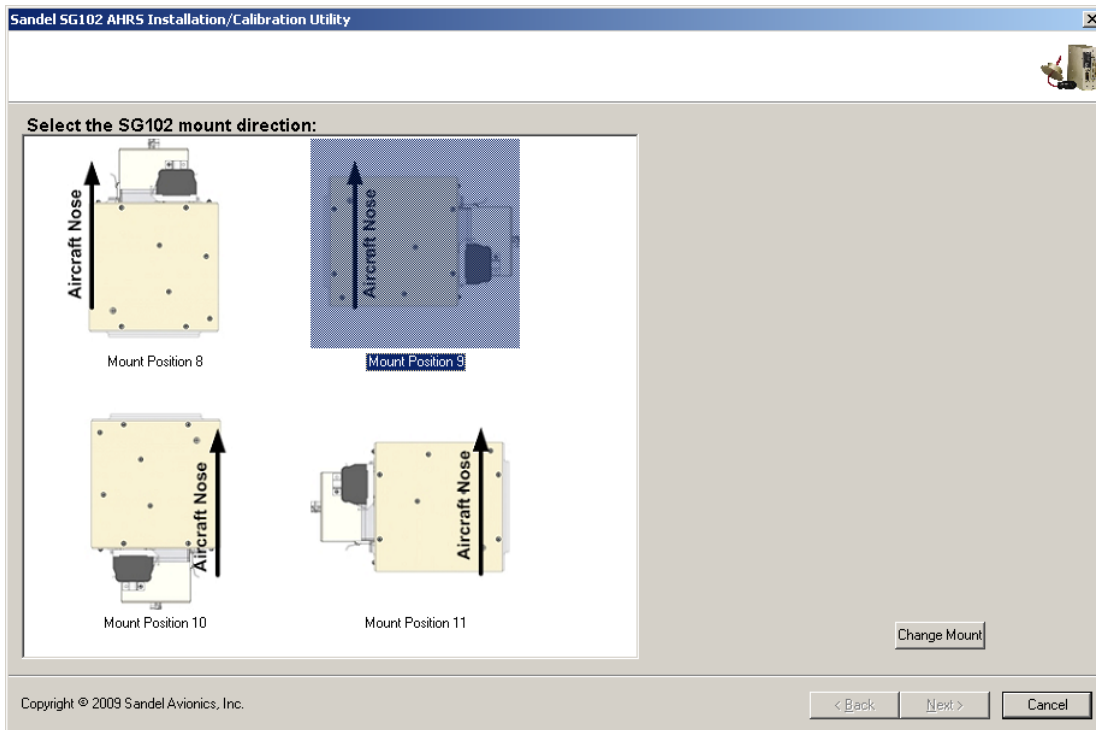 Sandel SG102 AHRS Installation/Calibration Utility
Select the SG102 mount direction:
Aircraft Nose
Mount Position 8
Aircraft Nose
Mount Position 9
Aircraft Nose
Mount Position 10
Aircraft Nose
Mount Position 11
Change Mount
Copyright © 2009 Sandel Avionics, Inc.
< Back
Next >
Cancel